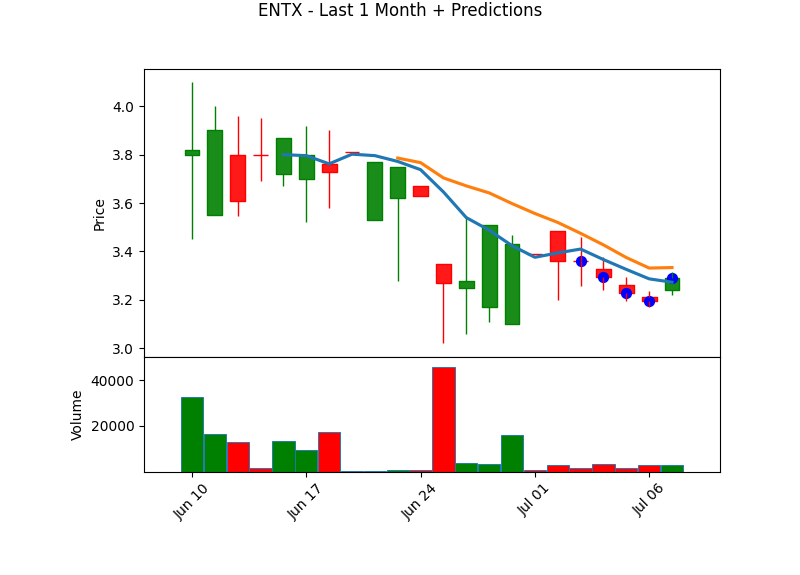 ENTX - Last 1 Month + Predictions
4.0
3.8
3.6
3.4
3.2
3.0
Price
40000
20000
Volume
Jun 10
Jun 17
Jun 24
Jul 01
Jul 06